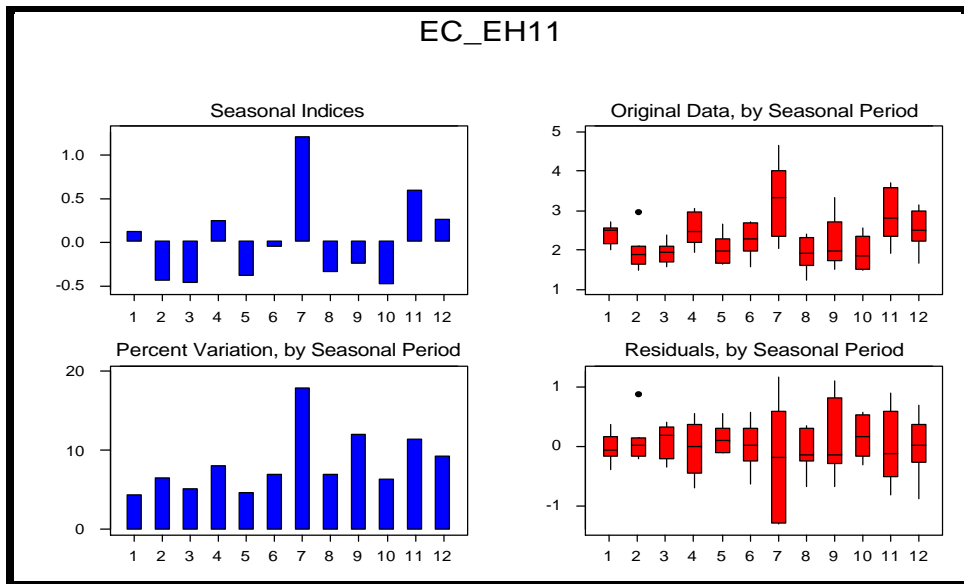 EC_EH11
Seasonal Indices
1.0
0.5
0.0
-0.5
1 2 3 4 5 6 7 8 9 10 11 12
Original Data, by Seasonal Period
5
4
3
2
1
1 2 3 4 5 6 7 8 9 10 11 12
Percent Variation, by Seasonal Period
20
10
0
1 2 3 4 5 6 7 8 9 10 11 12
Residuals, by Seasonal Period
1
0
-1
1 2 3 4 5 6 7 8 9 10 11 12